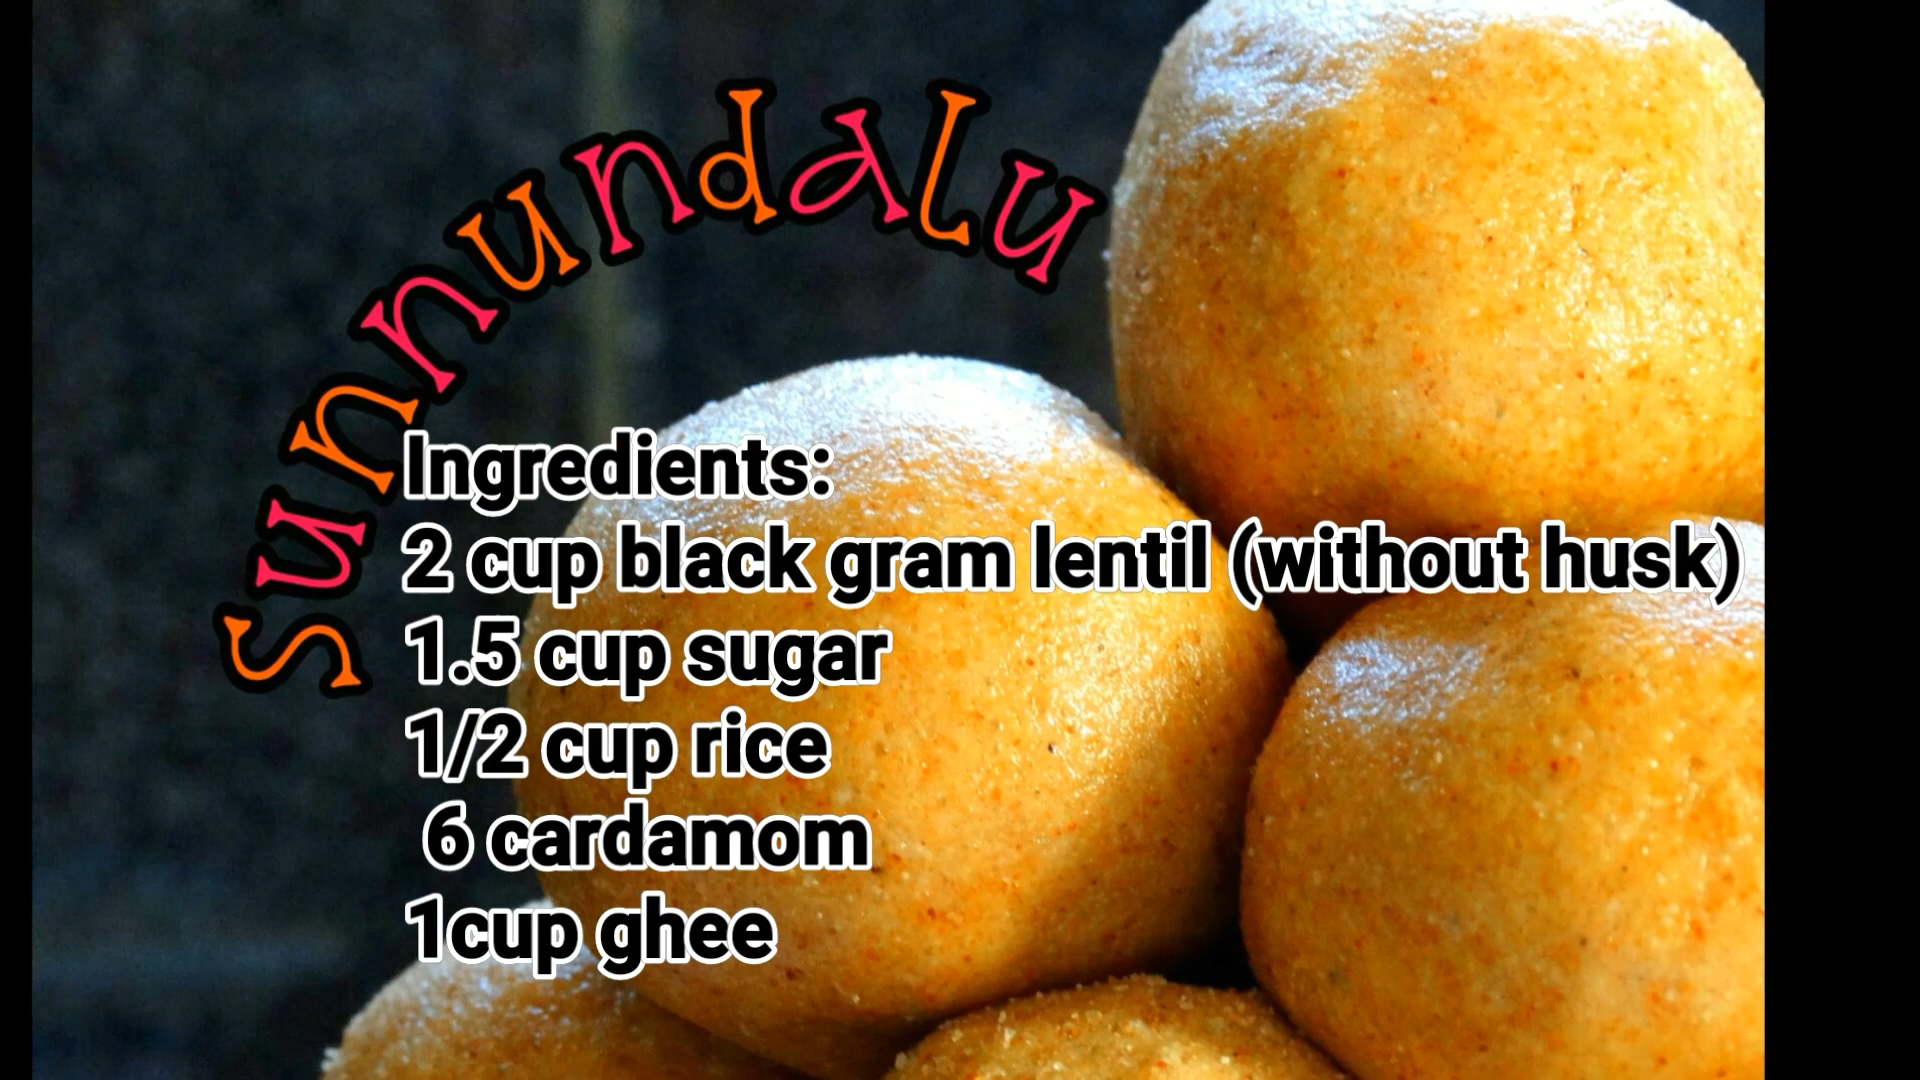 Sunnundalu
Ingredients:
2 cup black gram lentil (without husk)
1.5 cup sugar
1/2 cup rice
6 cardamom
1cup ghee